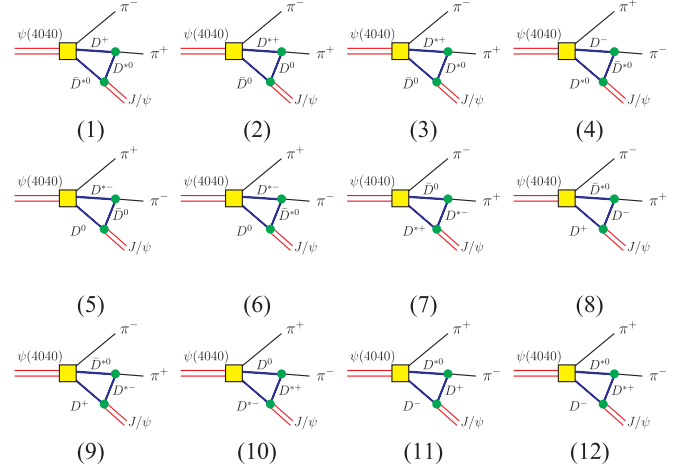 π⁻ π⁻ π⁻ π⁺
ψ(4040) D⁺ π⁺ ψ(4040) D*⁺ π⁺ ψ(4040) D*⁺ π⁺ ψ(4040) D⁻ π⁻
D*⁰ D⁰ D*⁰ D̄*⁰
D̄*⁰ J/ψ D̄⁰ J/ψ D̄⁰ J/ψ D*⁰ J/ψ
(1) (2) (3) (4)
π⁺ π⁺ π⁻ π⁻
ψ(4040) D*⁻ π⁻ ψ(4040) D*⁻ π⁻ ψ(4040) D̄⁰ π⁺ ψ(4040) D̄*⁰ π⁺
D̄⁰ D̄*⁰ D*⁻ D⁻
D⁰ J/ψ D⁰ J/ψ D*⁺ J/ψ D⁺ J/ψ
(5) (6) (7) (8)
π⁻ π⁺ π⁺ π⁺
ψ(4040) D̄*⁰ π⁺ ψ(4040) D⁰ π⁻ ψ(4040) D*⁰ π⁻ ψ(4040) D*⁰ π⁻
D*⁻ D*⁺ D⁺ D*⁺
D⁺ J/ψ D*⁻ J/ψ D⁻ J/ψ D⁻ J/ψ
(9) (10) (11) (12)